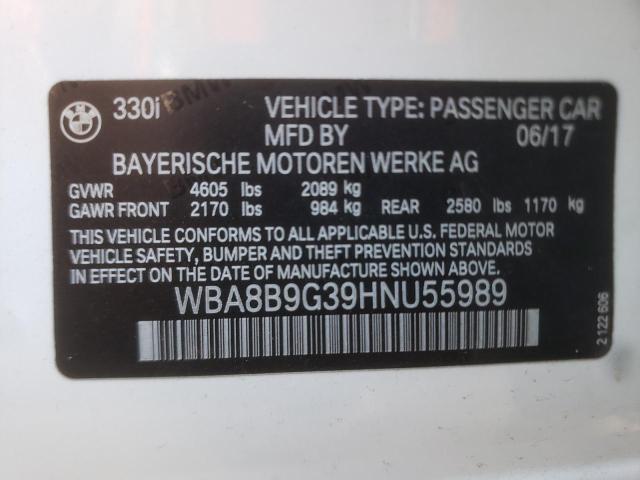 BMW
330i VEHICLE TYPE: PASSENGER CAR
MFD BY 06/17
BAYERISCHE MOTOREN WERKE AG
GVWR 4605 lbs 2089 kg
GAWR FRONT 2170 lbs 984 kg REAR 2580 lbs 1170 kg
THIS VEHICLE CONFORMS TO ALL APPLICABLE U.S. FEDERAL MOTOR
VEHICLE SAFETY, BUMPER AND THEFT PREVENTION STANDARDS
IN EFFECT ON THE DATE OF MANUFACTURE SHOWN ABOVE.
WBA8B9G39HNU55989
2 122 606